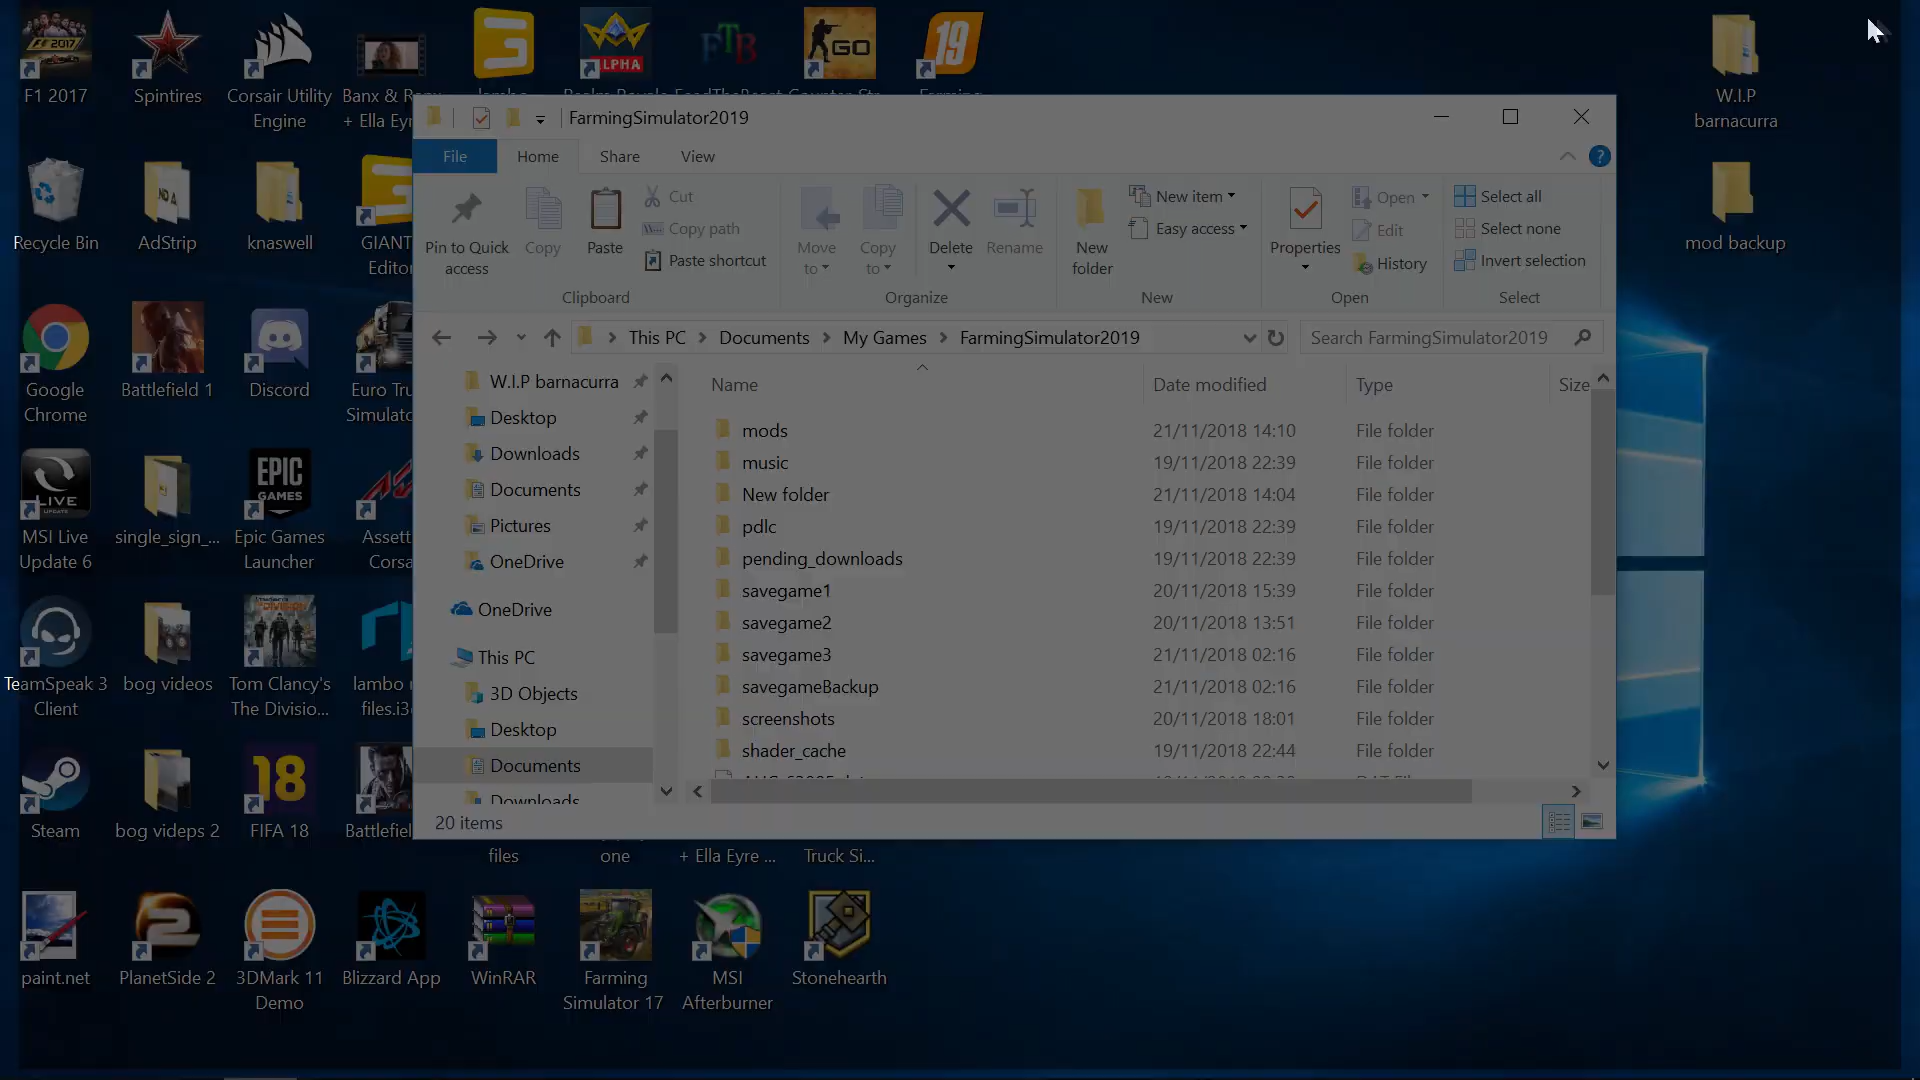 F1 2017
Spintires
Corsair Utility
Engine
+ Ella Eyre
FTB
ALPHA
GO
19
W.I.P
barnacurra
mod backup
Recycle Bin
AdStrip
knaswell
GIANT
Editor
Google
Chrome
Battlefield 1
Discord
Euro Tru
Simulato
LIVE
UPDATE
MSI Live
Update 6
single_sign_...
EPIC
GAMES
Epic Games
Launcher
Assett
Corsa
TeamSpeak 3
Client
bog videos
Tom Clancy's
The Divisio...
lambo
files.i3
Steam
bog videps 2
18
FIFA 18
Battlefiel
files
one
+ Ella Eyre ...
Truck Si...
paint.net
PlanetSide 2
3DMark 11
Demo
Blizzard App
WinRAR
Farming
Simulator 17
MSI
Afterburner
Stonehearth
FarmingSimulator2019
File
Home
Share
View
Pin to Quick
access
Copy
Paste
Cut
Copy path
Paste shortcut
Clipboard
Move
to
Copy
to
Delete
Rename
Organize
New
folder
New item
Easy access
New
Properties
Open
Edit
History
Open
Select all
Select none
Invert selection
Select
This PC
Documents
My Games
FarmingSimulator2019
Search FarmingSimulator2019
W.I.P barnacurra
Desktop
Downloads
Documents
Pictures
OneDrive
OneDrive
This PC
3D Objects
Desktop
Documents
Downloads
Name Date modified Type Size
mods 21/11/2018 14:10 File folder
music 19/11/2018 22:39 File folder
New folder 21/11/2018 14:04 File folder
pdlc 19/11/2018 22:39 File folder
pending_downloads 19/11/2018 22:39 File folder
savegame1 20/11/2018 15:39 File folder
savegame2 20/11/2018 13:51 File folder
savegame3 21/11/2018 02:16 File folder
savegameBackup 21/11/2018 02:16 File folder
screenshots 20/11/2018 18:01 File folder
shader_cache 19/11/2018 22:44 File folder
20 items